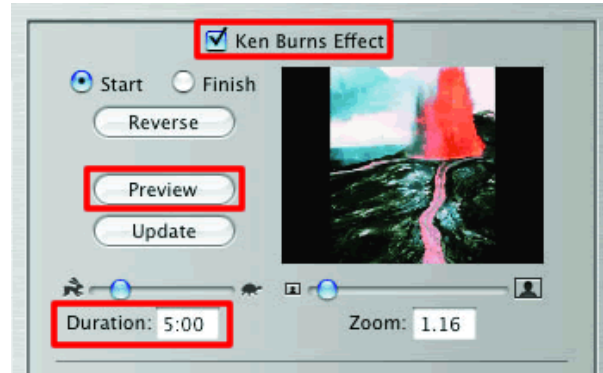 Ken Burns Effect
Start Finish
Reverse
Preview
Update
Duration: 5:00 Zoom: 1.16